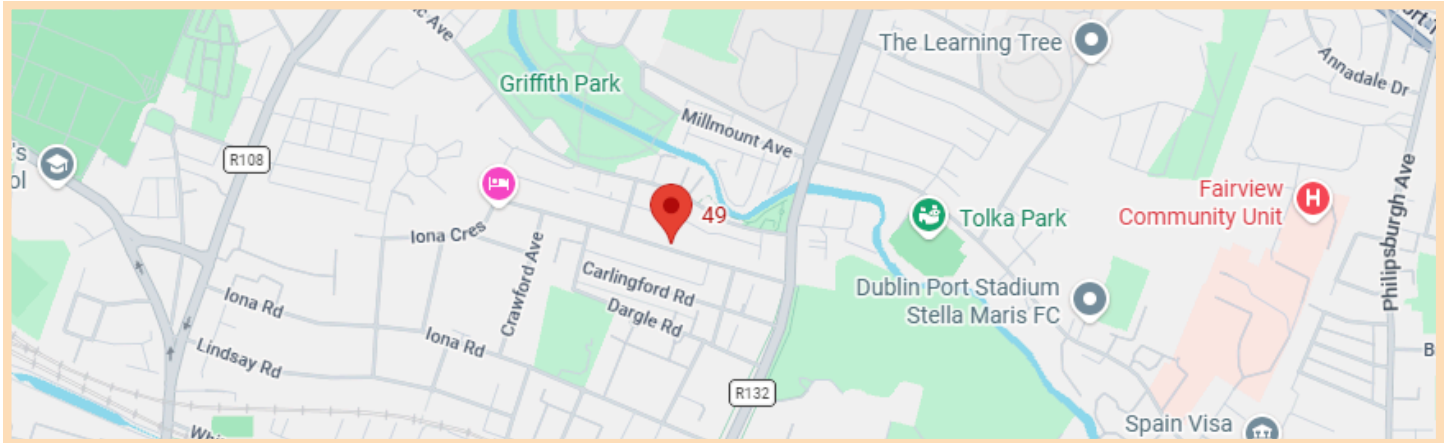 ic Ave
The Learning Tree
Annadale Dr
Griffith Park
Millmount Ave
's
ol
R108
Fairview
Community Unit
H
Philipsburgh Ave
49
Tolka Park
Iona Cres
Crawford Ave
Carlingford Rd
Dargle Rd
Dublin Port Stadium
Stella Maris FC
Iona Rd
Iona Rd
Lindsay Rd
B
R132
Spain Visa